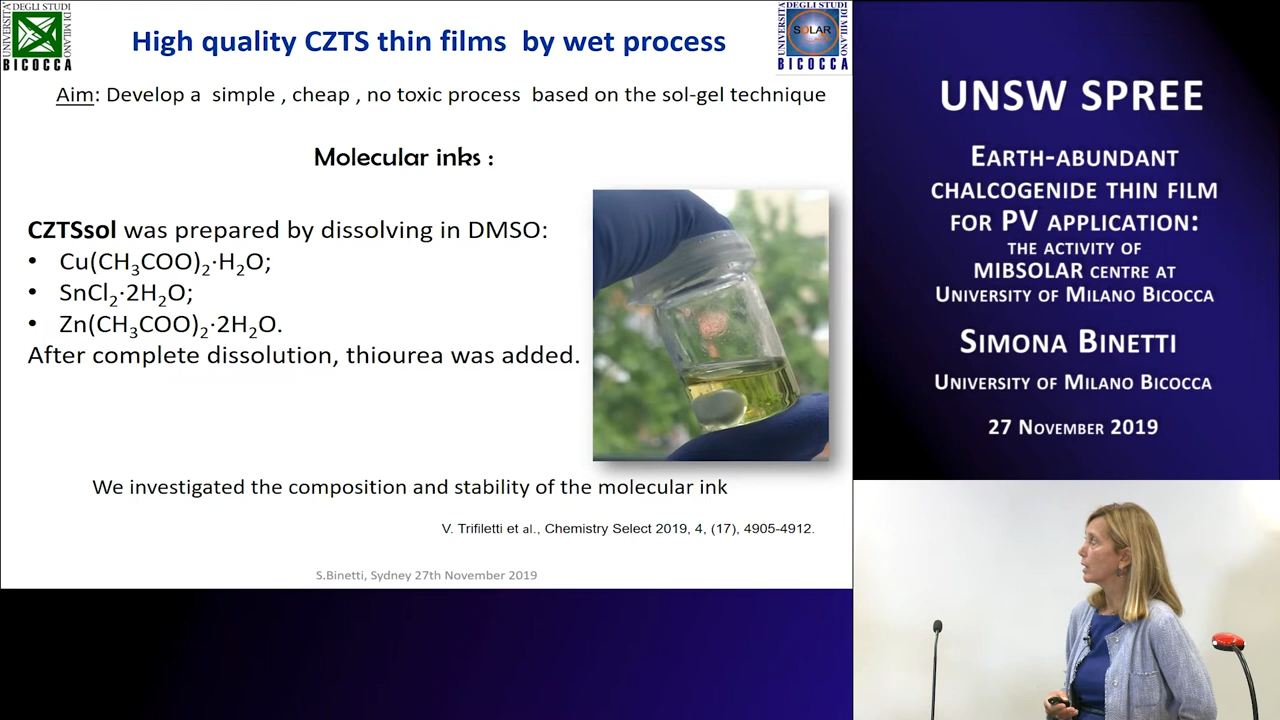 UNIVERSITÀ DEGLI STUDI DI MILANO BICOCCA
High quality CZTS thin films by wet process
UNIVERSITÀ DEGLI STUDI DI MILANO BICOCCA
SOLAR
Aim: Develop a simple , cheap , no toxic process based on the sol-gel technique
Molecular inks :
CZTSsol was prepared by dissolving in DMSO:
• Cu(CH₃COO)₂·H₂O;
• SnCl₂·2H₂O;
• Zn(CH₃COO)₂·2H₂O.
After complete dissolution, thiourea was added.
We investigated the composition and stability of the molecular ink
V. Trifiletti et al., Chemistry Select 2019, 4, (17), 4905-4912.
S.Binetti, Sydney 27th November 2019
UNSW SPREE
EARTH-ABUNDANT
CHALCOGENIDE THIN FILM
FOR PV APPLICATION:
THE ACTIVITY OF
MIBSOLAR CENTRE AT
UNIVERSITY OF MILANO BICOCCA
SIMONA BINETTI
UNIVERSITY OF MILANO BICOCCA
27 NOVEMBER 2019